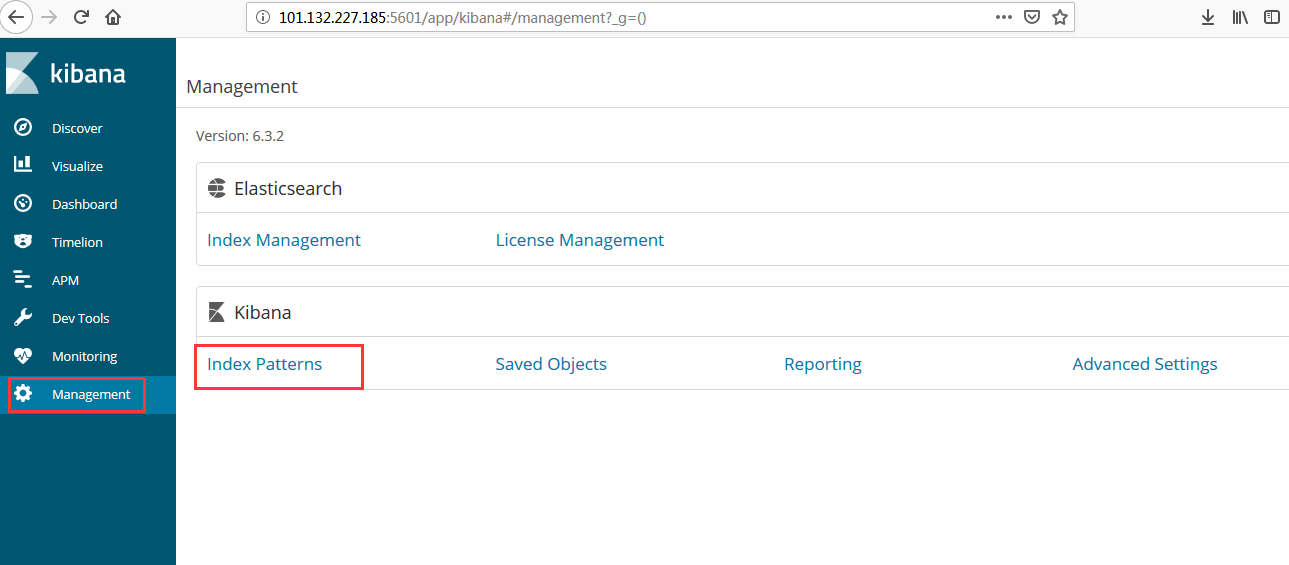 101.132.227.185:5601/app/kibana#/management?_g=()
kibana
Discover
Visualize
Dashboard
Timelion
APM
Dev Tools
Monitoring
Management
Management
Version: 6.3.2
Elasticsearch
Index Management License Management
Kibana
Index Patterns Saved Objects Reporting Advanced Settings